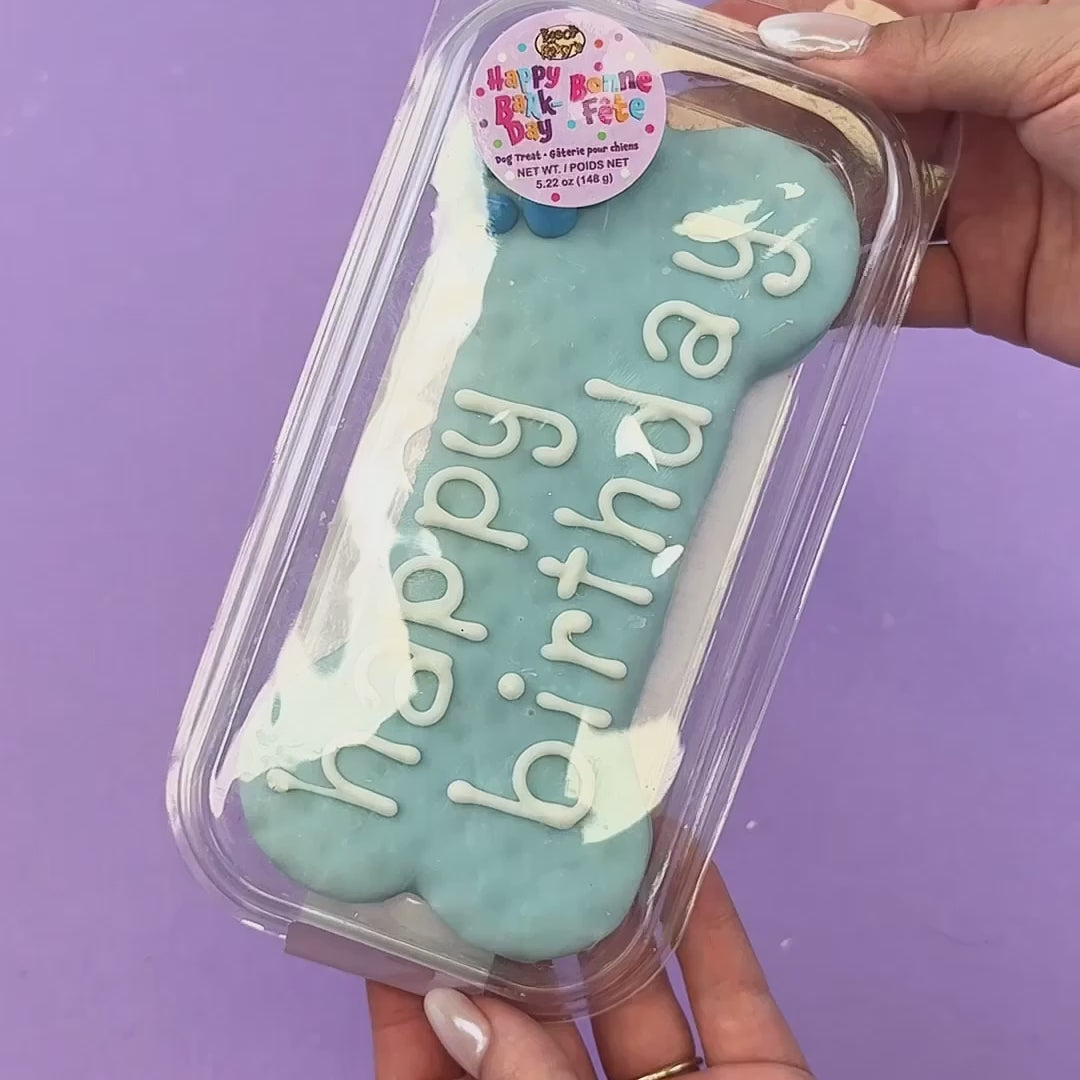 Happy Bonne
Bark- Fête
Day
Dog Treat • Gâterie pour chiens
NET WT. / POIDS NET
5.22 oz (148 g)
happy
birthday